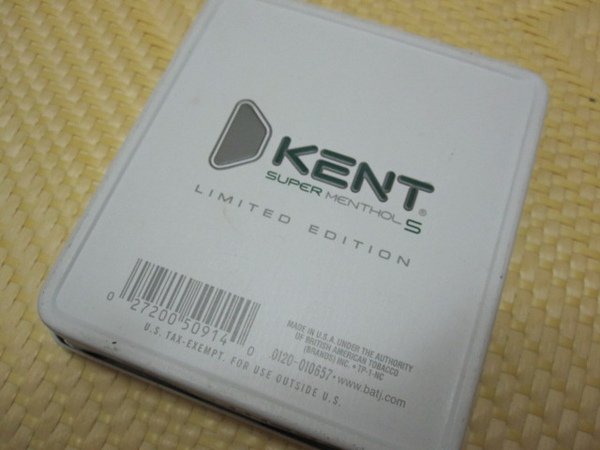 KENT®
SUPER MENTHOL S
LIMITED EDITION
0 27200 50914 0
U.S. TAX-EXEMPT. FOR USE OUTSIDE U.S.
MADE IN U.S.A. UNDER THE AUTHORITY
OF BRITISH AMERICAN TOBACCO
(BRANDS) INC. • TP-1-NC
0120-010657 • www.batj.com